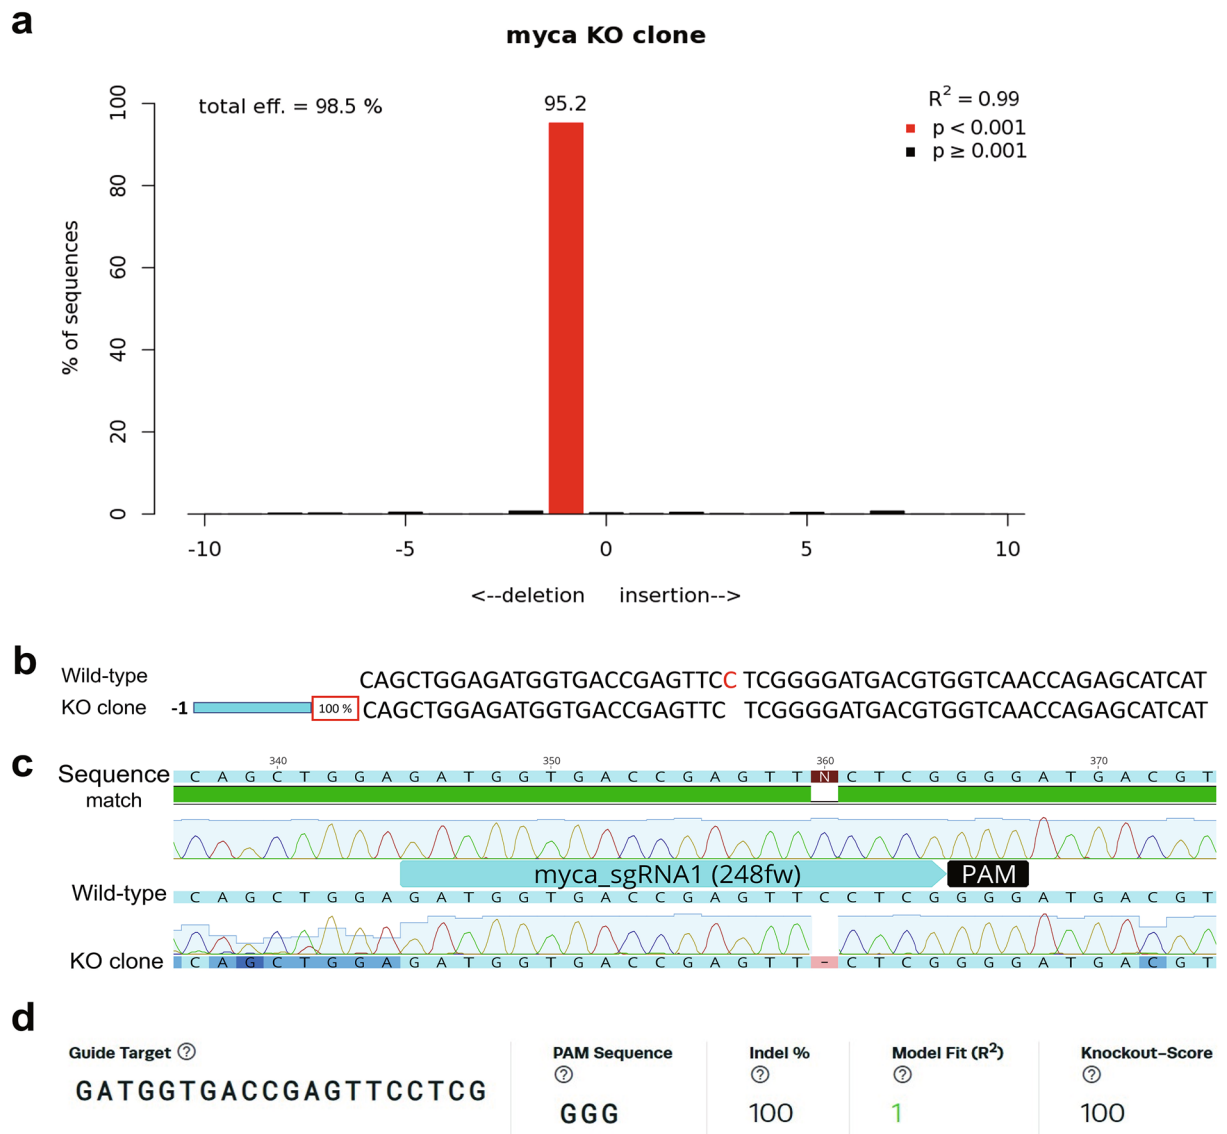 a
myca KO clone
total eff. = 98.5 %
95.2
R² = 0.99
p < 0.001
p ≥ 0.001
% of sequences
100
80
60
40
20
0
-10 -5 0 5 10
<--deletion insertion-->
b
Wild-type CAGCTGGAGATGGTGACCGAGTTCC TCGGGGATGACGTGGTCAACCAGAGCATCAT
KO clone -1 100 % CAGCTGGAGATGGTGACCGAGTTC TCGGGGATGACGTGGTCAACCAGAGCATCAT
c
340 350 360 370
Sequence C A G C T G G A G A T G G T G A C C G A G T T N C T C G G G G A T G A C G T
match
myca_sgRNA1 (248fw) PAM
Wild-type C A G C T G G A G A T G G T G A C C G A G T T C C T C G G G G A T G A C G T
KO clone C A G C T G G A G A T G G T G A C C G A G T T - C T C G G G G A T G A C G T
d
Guide Target ? PAM Sequence ? Indel % ? Model Fit (R²) ? Knockout-Score ?
GATGGTGACCGAGTTCCTCG GGG 100 1 100